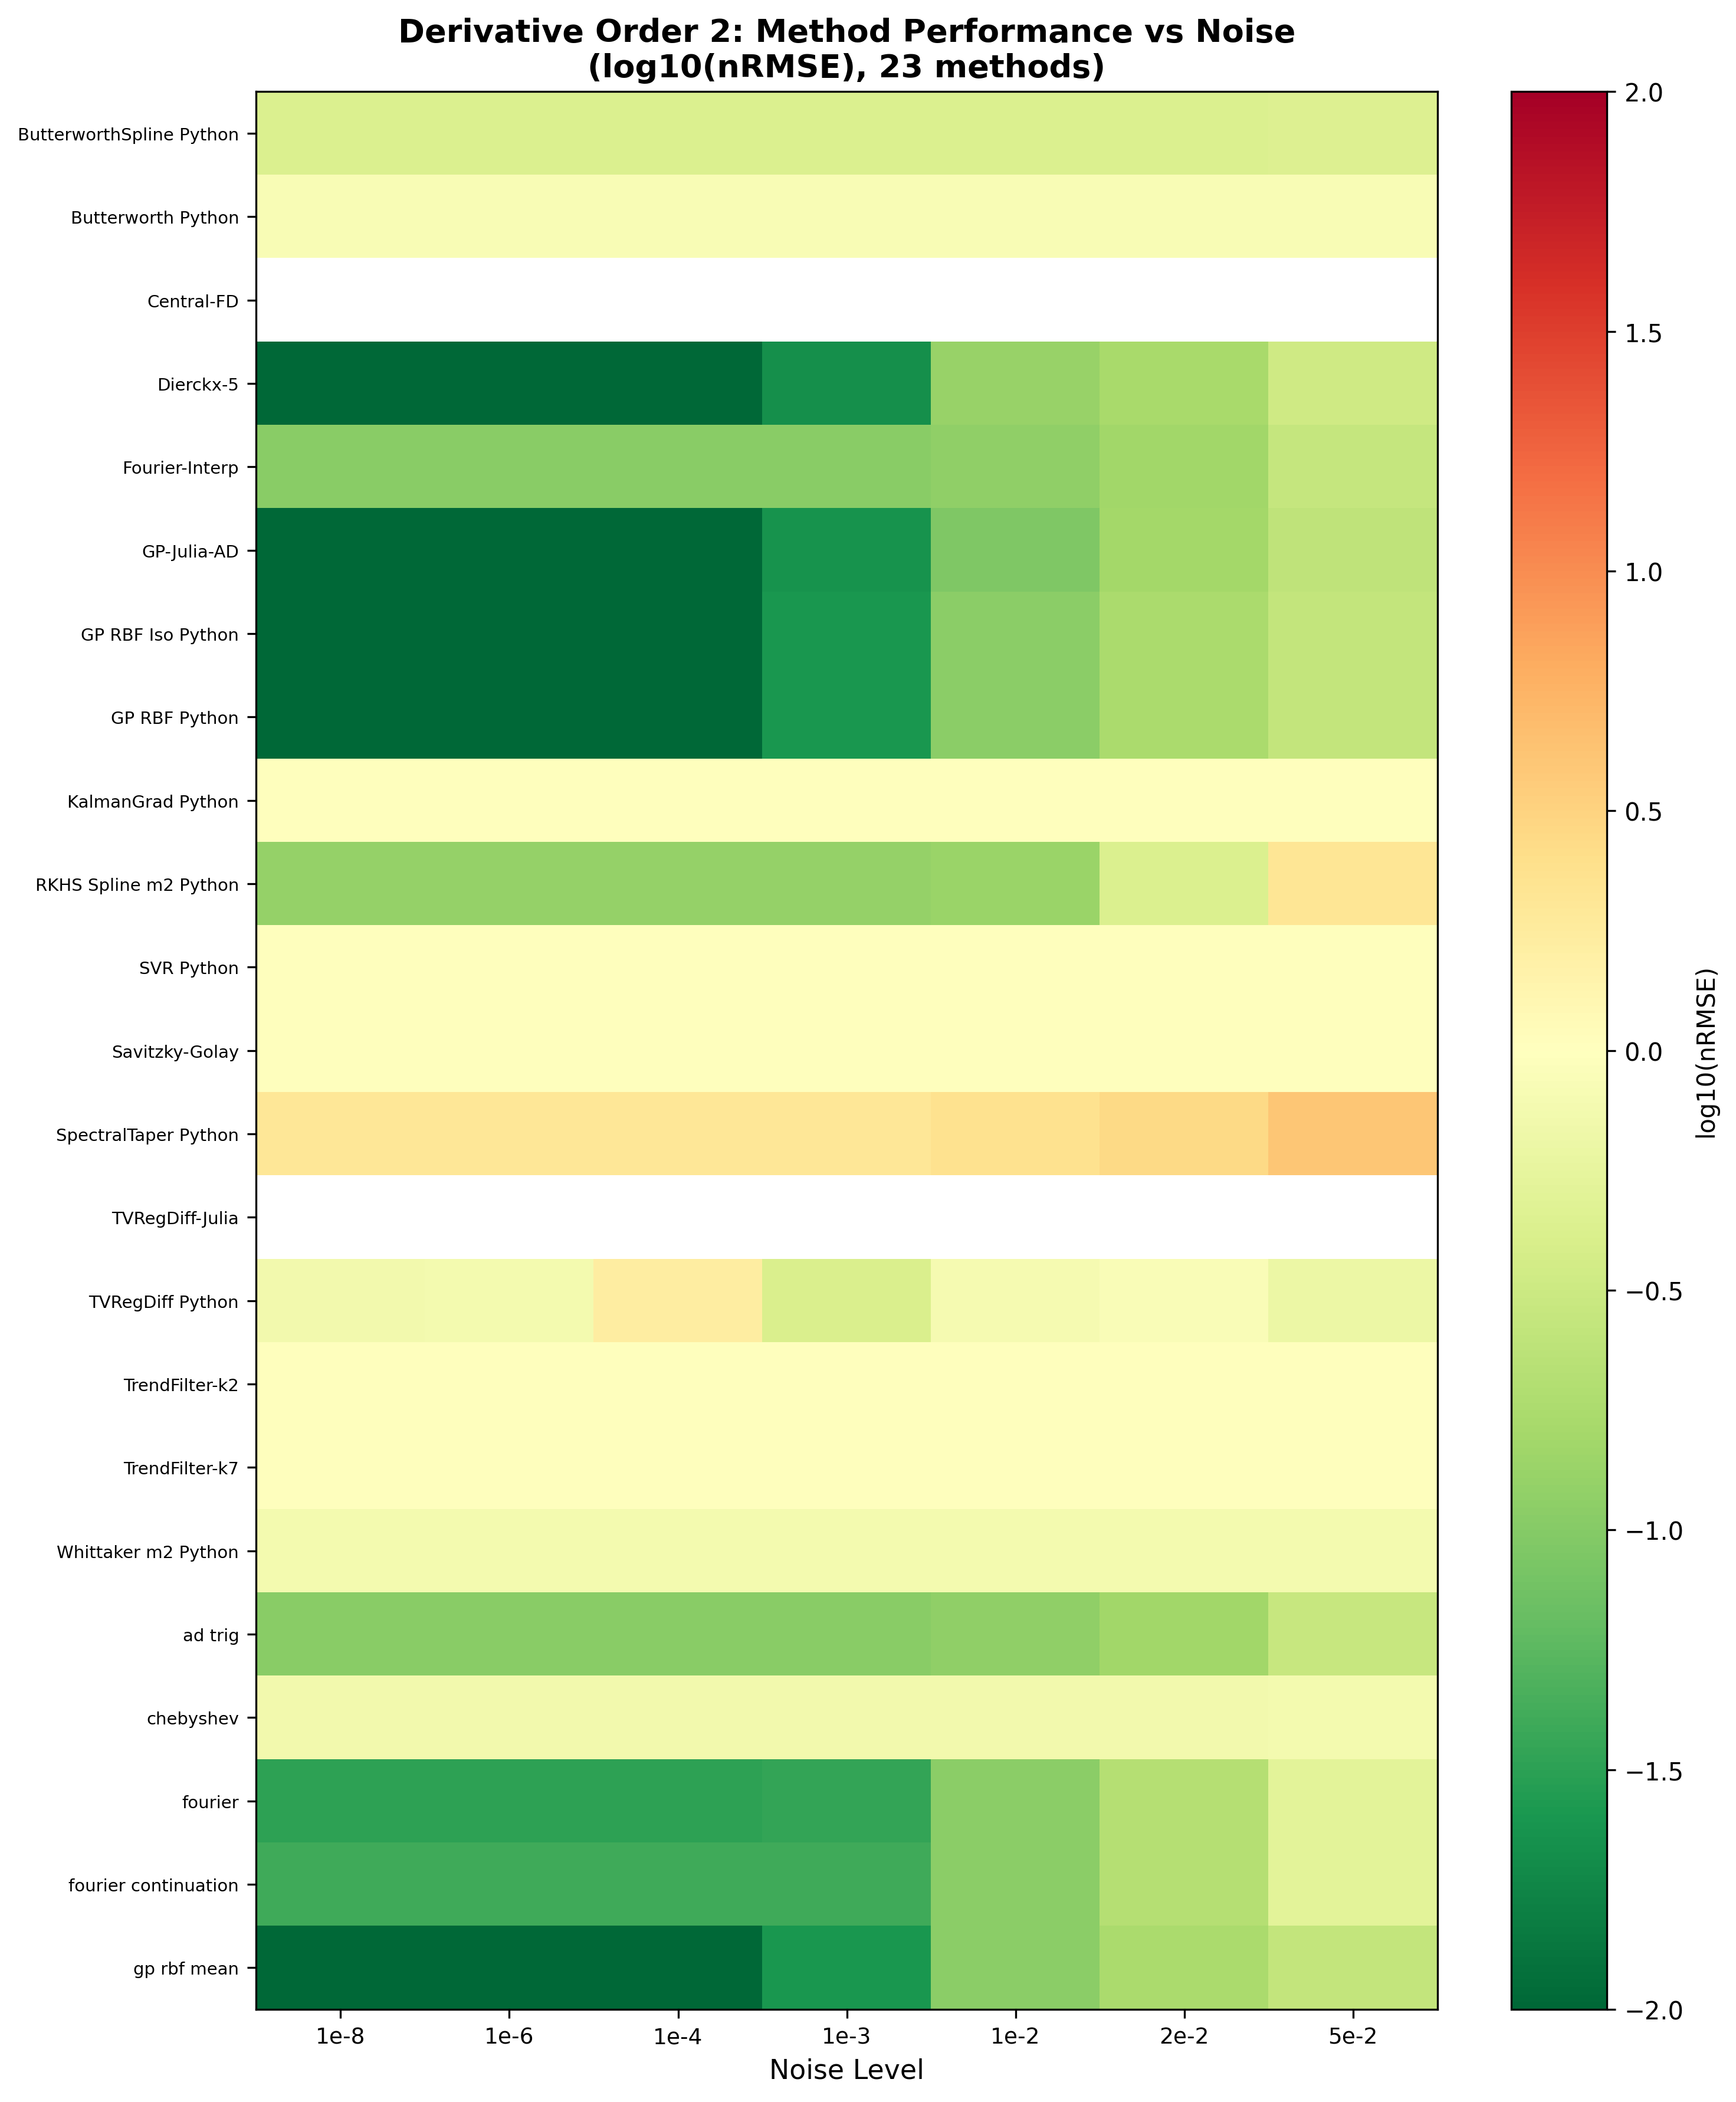 Derivative Order 2: Method Performance vs Noise
(log10(nRMSE), 23 methods)
ButterworthSpline Python
Butterworth Python
Central-FD
Dierckx-5
Fourier-Interp
GP-Julia-AD
GP RBF Iso Python
GP RBF Python
KalmanGrad Python
RKHS Spline m2 Python
SVR Python
Savitzky-Golay
SpectralTaper Python
TVRegDiff-Julia
TVRegDiff Python
TrendFilter-k2
TrendFilter-k7
Whittaker m2 Python
ad trig
chebyshev
fourier
fourier continuation
gp rbf mean
1e-8
1e-6
1e-4
1e-3
1e-2
2e-2
5e-2
Noise Level
2.0
1.5
1.0
0.5
0.0
−0.5
−1.0
−1.5
−2.0
log10(nRMSE)